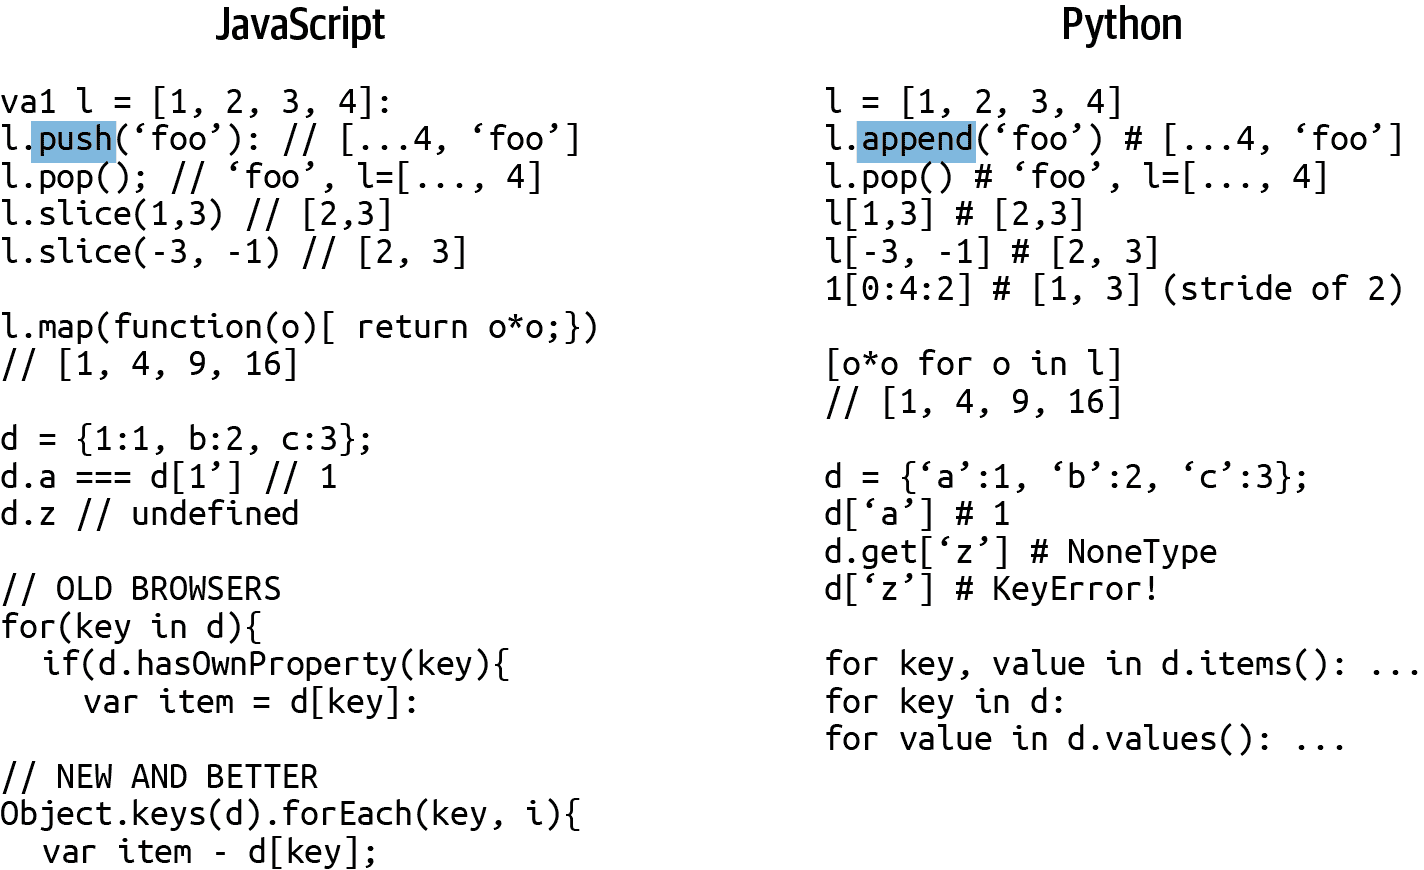 JavaScript
va1 l = [1, 2, 3, 4]:
l.push(‘foo’): // [...4, ‘foo’]
l.pop(); // ‘foo’, l=[..., 4]
l.slice(1,3) // [2,3]
l.slice(-3, -1) // [2, 3]
l.map(function(o)[ return o*o;})
// [1, 4, 9, 16]
d = {1:1, b:2, c:3};
d.a === d[1’] // 1
d.z // undefined
// OLD BROWSERS
for(key in d){
if(d.hasOwnProperty(key){
var item = d[key]:
// NEW AND BETTER
Object.keys(d).forEach(key, i){
var item - d[key];
Python
l = [1, 2, 3, 4]
l.append(‘foo’) # [...4, ‘foo’]
l.pop() # ‘foo’, l=[..., 4]
l[1,3] # [2,3]
l[-3, -1] # [2, 3]
1[0:4:2] # [1, 3] (stride of 2)
[o*o for o in l]
// [1, 4, 9, 16]
d = {‘a’:1, ‘b’:2, ‘c’:3};
d[‘a’] # 1
d.get[‘z’] # NoneType
d[‘z’] # KeyError!
for key, value in d.items(): ...
for key in d:
for value in d.values(): ...